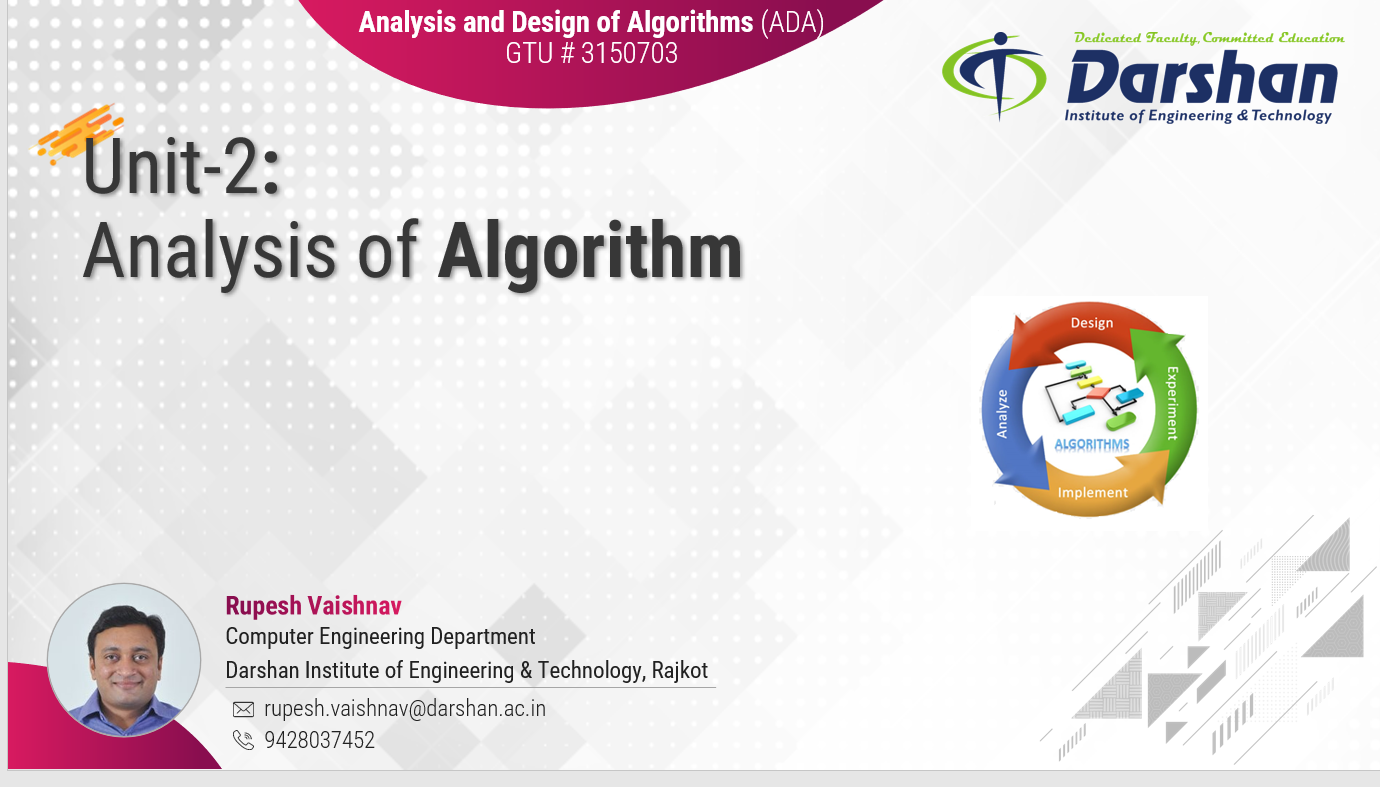 Analysis and Design of Algorithms (ADA)
GTU # 3150703
Dedicated Faculty, Committed Education
Darshan
Institute of Engineering & Technology
Unit-2:
Analysis of Algorithm
Design
Experiment
Analyze
ALGORITHMS
Implement
Rupesh Vaishnav
Computer Engineering Department
Darshan Institute of Engineering & Technology, Rajkot
rupesh.vaishnav@darshan.ac.in
9428037452